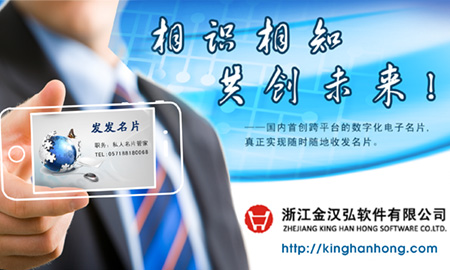 相识相知
共创未来！
——国内首创跨平台的数字化电子名片，
真正实现随时随地收发名片。
发发名片
职务：私人名片管家
TEL:057188180068
浙江金汉弘软件有限公司
ZHEJIANG KING HAN HONG SOFTWARE CO.LTD.
http://kinghanhong.com